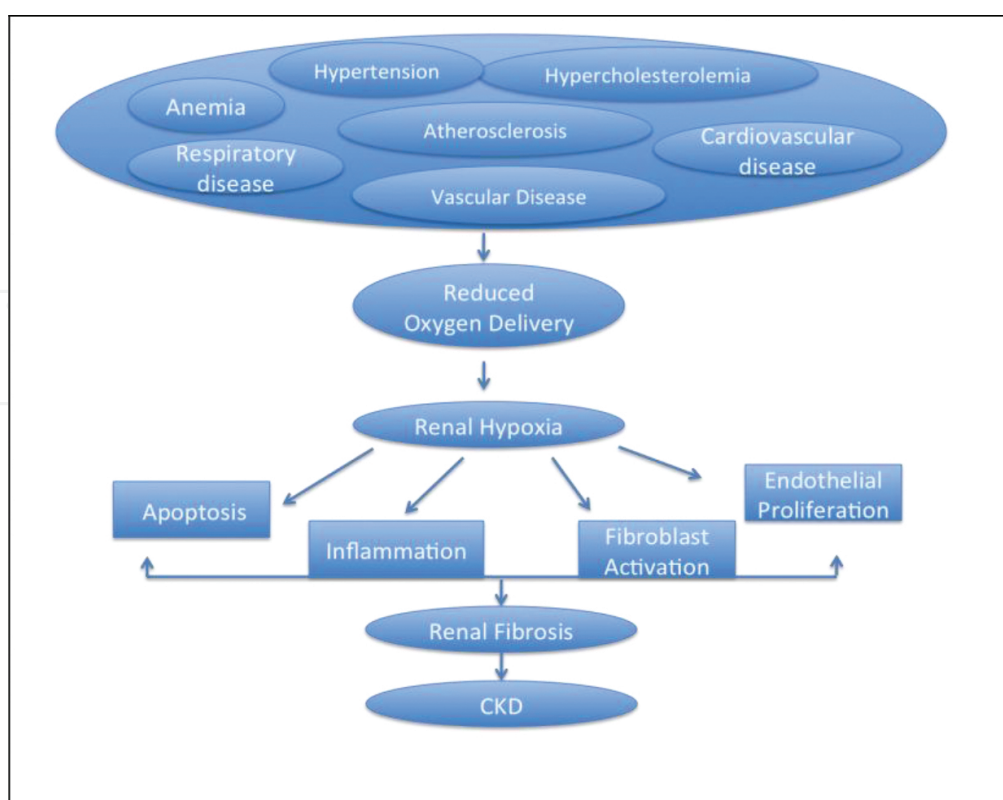 Hypertension
Hypercholesterolemia
Anemia
Atherosclerosis
Cardiovascular
disease
Respiratory
disease
Vascular Disease
Reduced
Oxygen Delivery
Renal Hypoxia
Apoptosis
Inflammation
Fibroblast
Activation
Endothelial
Proliferation
Renal Fibrosis
CKD